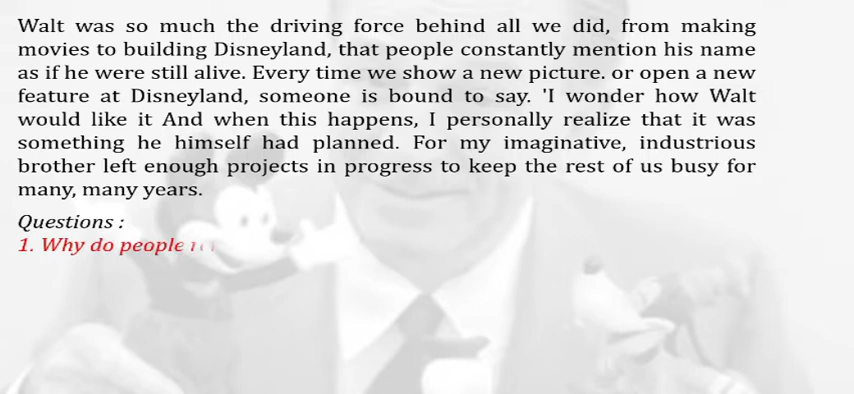 Walt was so much the driving force behind all we did, from making
movies to building Disneyland, that people constantly mention his name
as if he were still alive. Every time we show a new picture. or open a new
feature at Disneyland, someone is bound to say. 'I wonder how Walt
would like it And when this happens, I personally realize that it was
something he himself had planned. For my imaginative, industrious
brother left enough projects in progress to keep the rest of us busy for
many, many years.
Questions :
1. Why do people